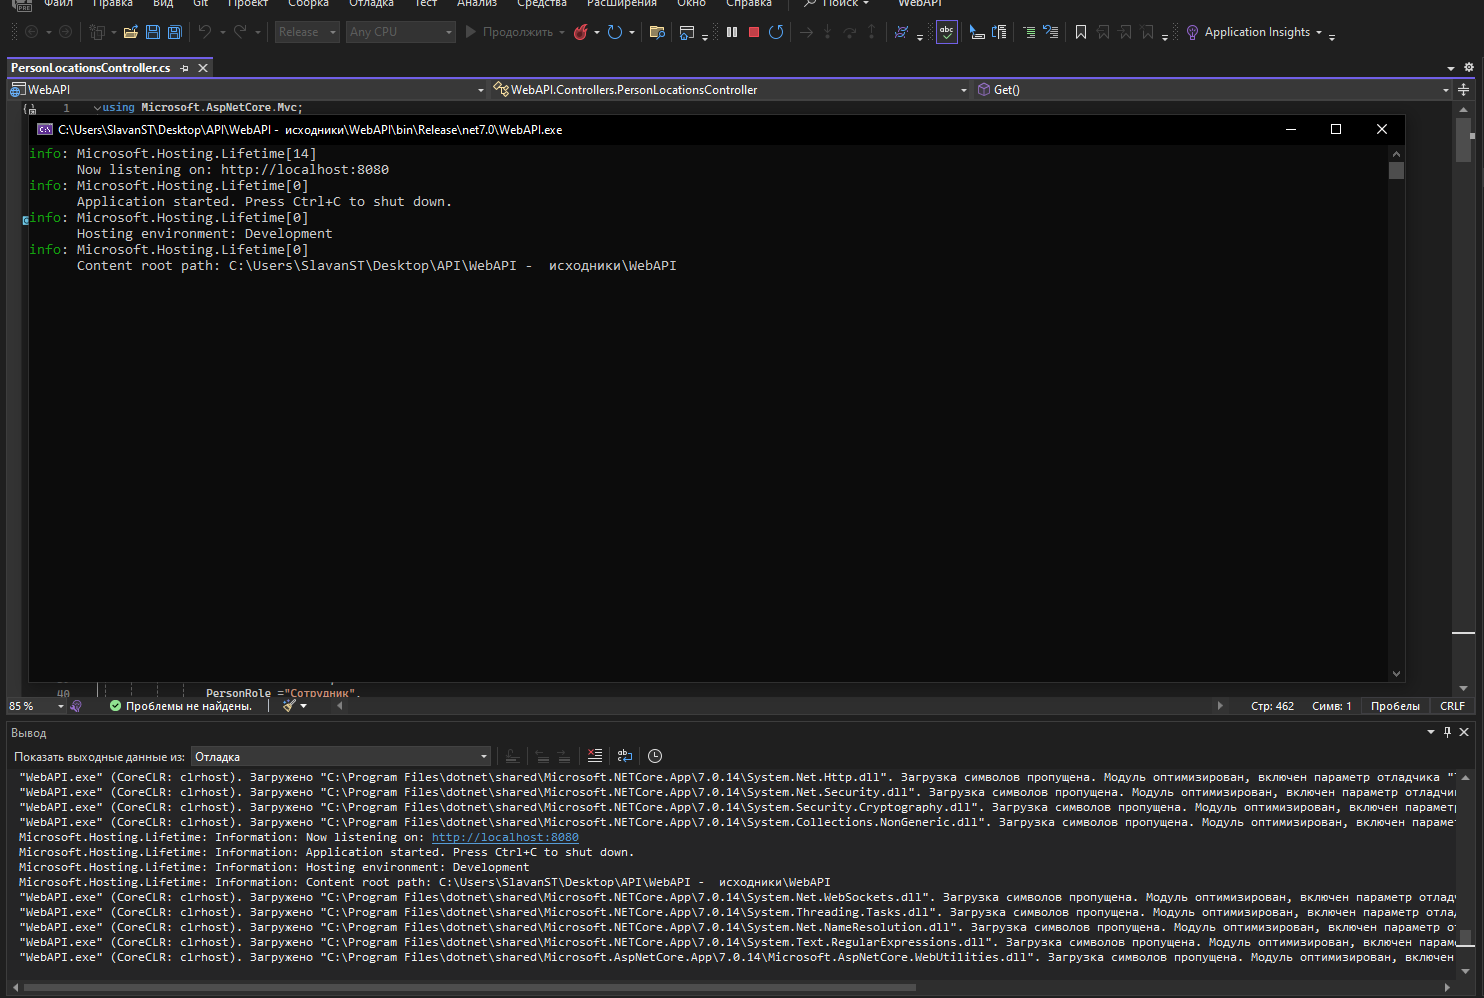 Файл Правка Вид Git Проект Сборка Отладка Тест Анализ Средства Расширения Окно Справка Поиск WebAPI
Release Any CPU Продолжить Application Insights
PersonLocationsController.cs
WebAPI WebAPI.Controllers.PersonLocationsController Get()
1 using Microsoft.AspNetCore.Mvc;
C:\Users\SlavanST\Desktop\API\WebAPI - исходники\WebAPI\bin\Release\net7.0\WebAPI.exe
info: Microsoft.Hosting.Lifetime[14]
Now listening on: http://localhost:8080
info: Microsoft.Hosting.Lifetime[0]
Application started. Press Ctrl+C to shut down.
info: Microsoft.Hosting.Lifetime[0]
Hosting environment: Development
info: Microsoft.Hosting.Lifetime[0]
Content root path: C:\Users\SlavanST\Desktop\API\WebAPI - исходники\WebAPI
40 PersonRole ="Сотрудник",
85 % Проблемы не найдены. Стр: 462 Симв: 1 Пробелы CRLF
Вывод
Показать выходные данные из: Отладка
"WebAPI.exe" (CoreCLR: clrhost). Загружено "C:\Program Files\dotnet\shared\Microsoft.NETCore.App\7.0.14\System.Net.Http.dll". Загрузка символов пропущена. Модуль оптимизирован, включен параметр отладчика "
"WebAPI.exe" (CoreCLR: clrhost). Загружено "C:\Program Files\dotnet\shared\Microsoft.NETCore.App\7.0.14\System.Net.Security.dll". Загрузка символов пропущена. Модуль оптимизирован, включен параметр отладчи
"WebAPI.exe" (CoreCLR: clrhost). Загружено "C:\Program Files\dotnet\shared\Microsoft.NETCore.App\7.0.14\System.Security.Cryptography.dll". Загрузка символов пропущена. Модуль оптимизирован, включен парамет
"WebAPI.exe" (CoreCLR: clrhost). Загружено "C:\Program Files\dotnet\shared\Microsoft.NETCore.App\7.0.14\System.Collections.NonGeneric.dll". Загрузка символов пропущена. Модуль оптимизирован, включен параме
Microsoft.Hosting.Lifetime: Information: Now listening on: http://localhost:8080
Microsoft.Hosting.Lifetime: Information: Application started. Press Ctrl+C to shut down.
Microsoft.Hosting.Lifetime: Information: Hosting environment: Development
Microsoft.Hosting.Lifetime: Information: Content root path: C:\Users\SlavanST\Desktop\API\WebAPI - исходники\WebAPI
"WebAPI.exe" (CoreCLR: clrhost). Загружено "C:\Program Files\dotnet\shared\Microsoft.NETCore.App\7.0.14\System.Net.WebSockets.dll". Загрузка символов пропущена. Модуль оптимизирован, включен параметр отлад
"WebAPI.exe" (CoreCLR: clrhost). Загружено "C:\Program Files\dotnet\shared\Microsoft.NETCore.App\7.0.14\System.Threading.Tasks.dll". Загрузка символов пропущена. Модуль оптимизирован, включен параметр отла
"WebAPI.exe" (CoreCLR: clrhost). Загружено "C:\Program Files\dotnet\shared\Microsoft.NETCore.App\7.0.14\System.Net.NameResolution.dll". Загрузка символов пропущена. Модуль оптимизирован, включен параметр о
"WebAPI.exe" (CoreCLR: clrhost). Загружено "C:\Program Files\dotnet\shared\Microsoft.NETCore.App\7.0.14\System.Text.RegularExpressions.dll". Загрузка символов пропущена. Модуль оптимизирован, включен парам
"WebAPI.exe" (CoreCLR: clrhost). Загружено "C:\Program Files\dotnet\shared\Microsoft.AspNetCore.App\7.0.14\Microsoft.AspNetCore.WebUtilities.dll". Загрузка символов пропущена. Модуль оптимизирован, включен